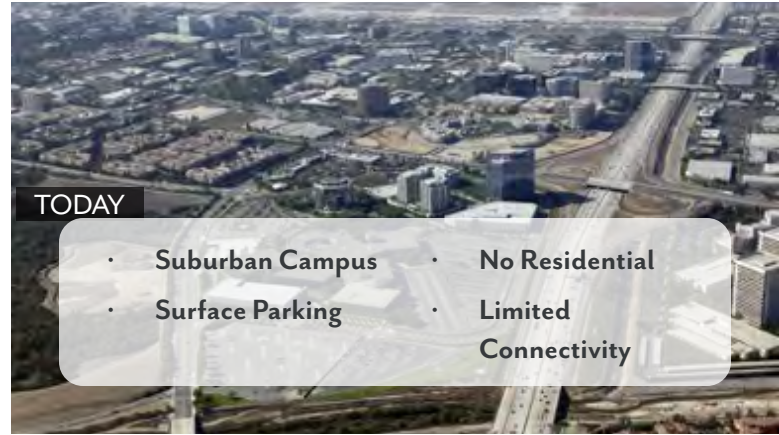 TODAY
· Suburban Campus
· Surface Parking
· No Residential
· Limited
Connectivity